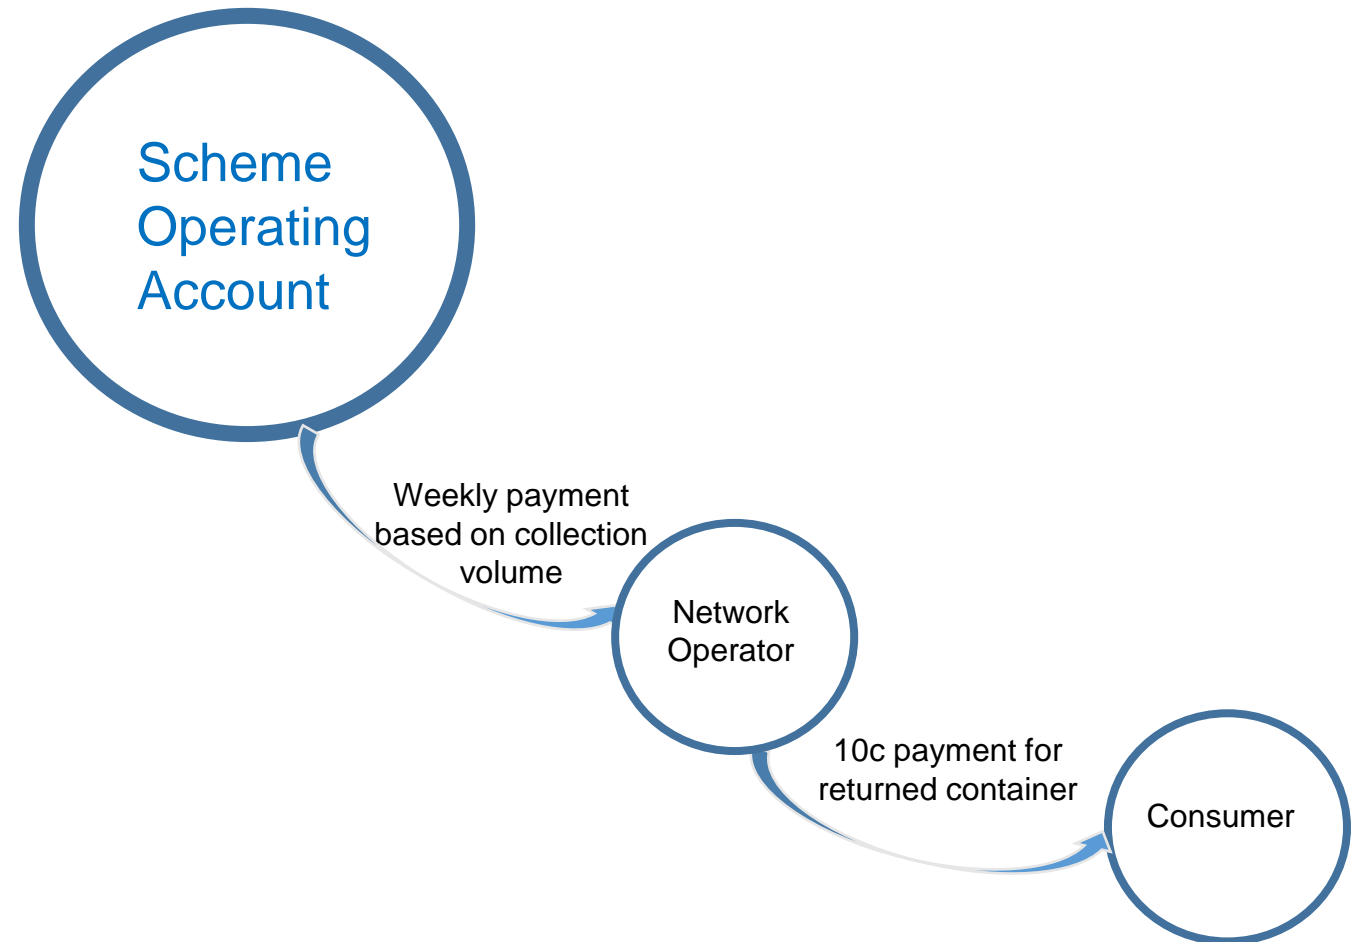 Scheme
Operating
Account
Weekly payment
based on collection
volume
Network
Operator
10c payment for
returned container
Consumer